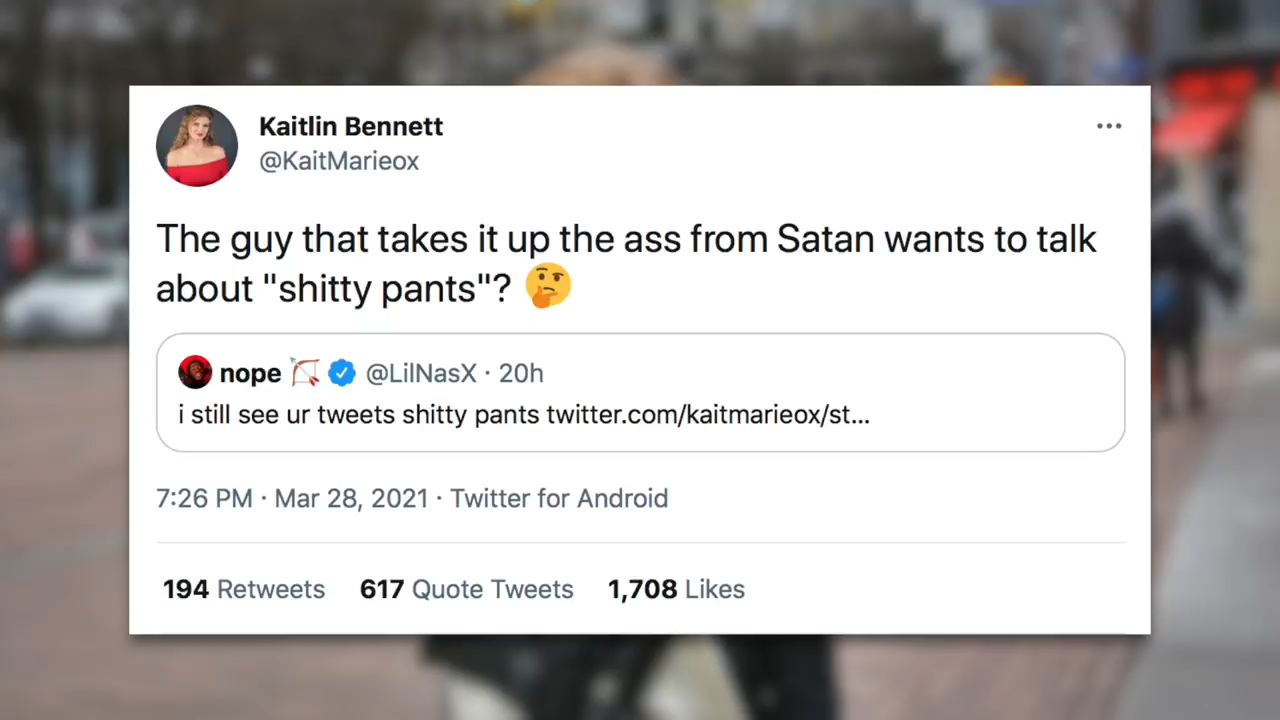 Kaitlin Bennett
@KaitMarieox
The guy that takes it up the ass from Satan wants to talk
about "shitty pants"? 🤔
nope 🏹 @LilNasX · 20h
i still see ur tweets shitty pants twitter.com/kaitmarieox/st...
7:26 PM · Mar 28, 2021 · Twitter for Android
194 Retweets 617 Quote Tweets 1,708 Likes